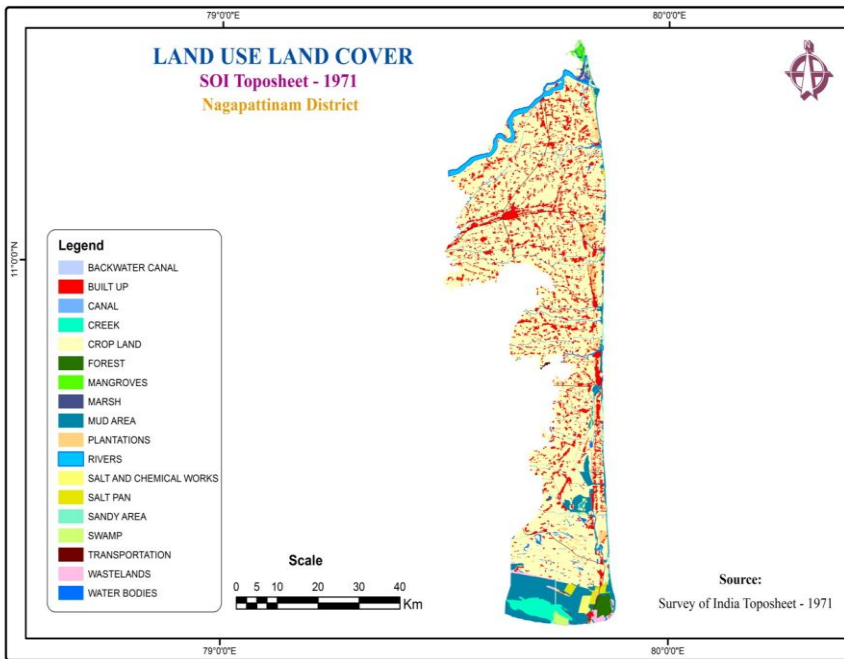 79°0'0"E 80°0'0"E
LAND USE LAND COVER
SOI Toposheet - 1971
Nagapattinam District
11°0'0"N
Legend
BACKWATER CANAL
BUILT UP
CANAL
CREEK
CROP LAND
FOREST
MANGROVES
MARSH
MUD AREA
PLANTATIONS
RIVERS
SALT AND CHEMICAL WORKS
SALT PAN
SANDY AREA
SWAMP
TRANSPORTATION
WASTELANDS
WATER BODIES
Scale
0 5 10 20 30 40
Km
Source:
Survey of India Toposheet - 1971
79°0'0"E 80°0'0"E